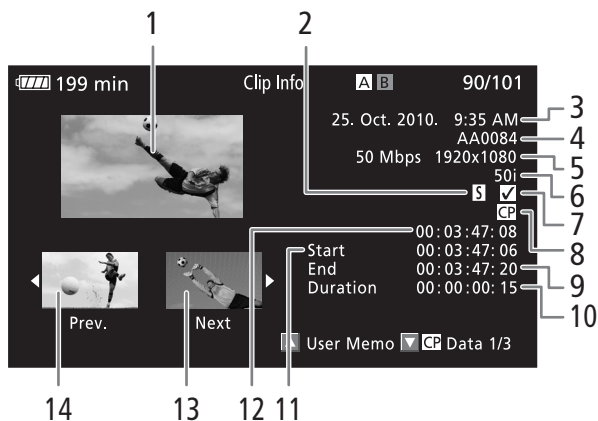 1
2
199 min
Clip Info
A B
90/101
25. Oct. 2010. 9:35 AM
3
AA0084
4
50 Mbps 1920x1080
5
50i
6
S
7
CP
8
00:03:47:08
Start 00:03:47:06
End 00:03:47:20
9
Duration 00:00:00:15
10
Prev.
Next
User Memo CP Data 1/3
14
13
12
11